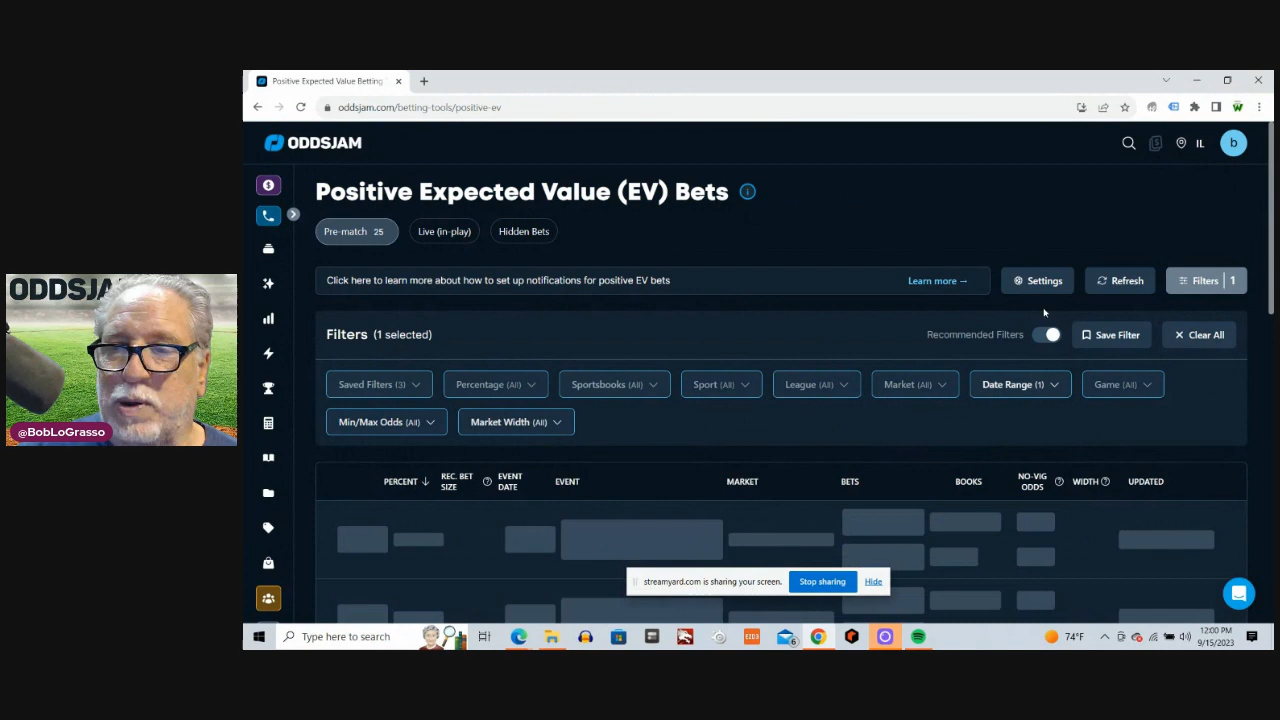 Positive Expected Value Betting
oddsjam.com/betting-tools/positive-ev
ODDSJAM
IL
b
Positive Expected Value (EV) Bets
Pre-match 25
Live (in-play)
Hidden Bets
Click here to learn more about how to set up notifications for positive EV bets
Learn more →
Settings
Refresh
Filters 1
Filters (1 selected)
Recommended Filters
Save Filter
Clear All
Saved Filters (3)
Percentage (All)
Sportsbooks (All)
Sport (All)
League (All)
Market (All)
Date Range (1)
Game (All)
Min/Max Odds (All)
Market Width (All)
PERCENT
REC. BET SIZE
EVENT DATE
EVENT
MARKET
BETS
BOOKS
NO-VIG ODDS
WIDTH
UPDATED
streamyard.com is sharing your screen.
Stop sharing
Hide
ODDSJA
@BobLoGrasso
Type here to search
6
74°F
12:00 PM
9/15/2023